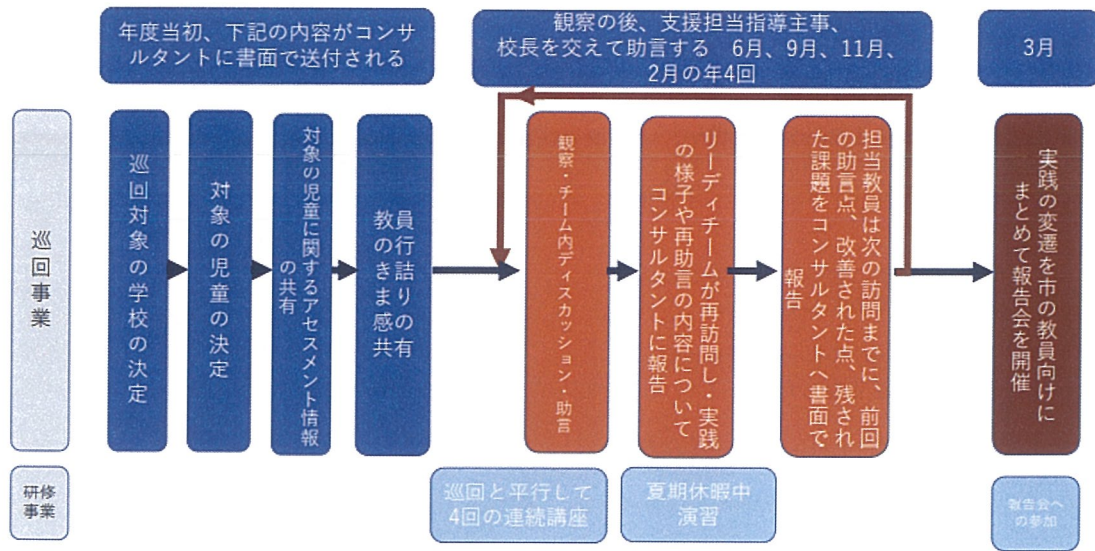 年度当初、下記の内容がコンサ
ルタントに書面で送付される
観察の後、支援担当指導主事、
校長を交えて助言する　6月、9月、11月、
2月の年4回
3月
巡回事業
巡回対象の学校の決定
対象の児童の決定
対象の児童に関するアセスメント情報
の共有
員行詰りの有
教のきま感共
観察・チーム内ディスカッション・助言
リーディチームが再訪問し・実践
の様子や再助言の内容について
コンサルタントに報告
担当教員は次の訪問までに、前回
の助言点、改善された点、残され
た課題をコンサルタントへ書面で
報告
実践の変遷を市の教員向けに
まとめて報告会を開催
研修
事業
巡回と平行して
4回の連続講座
夏期休暇中
演習
報告会へ
の参加